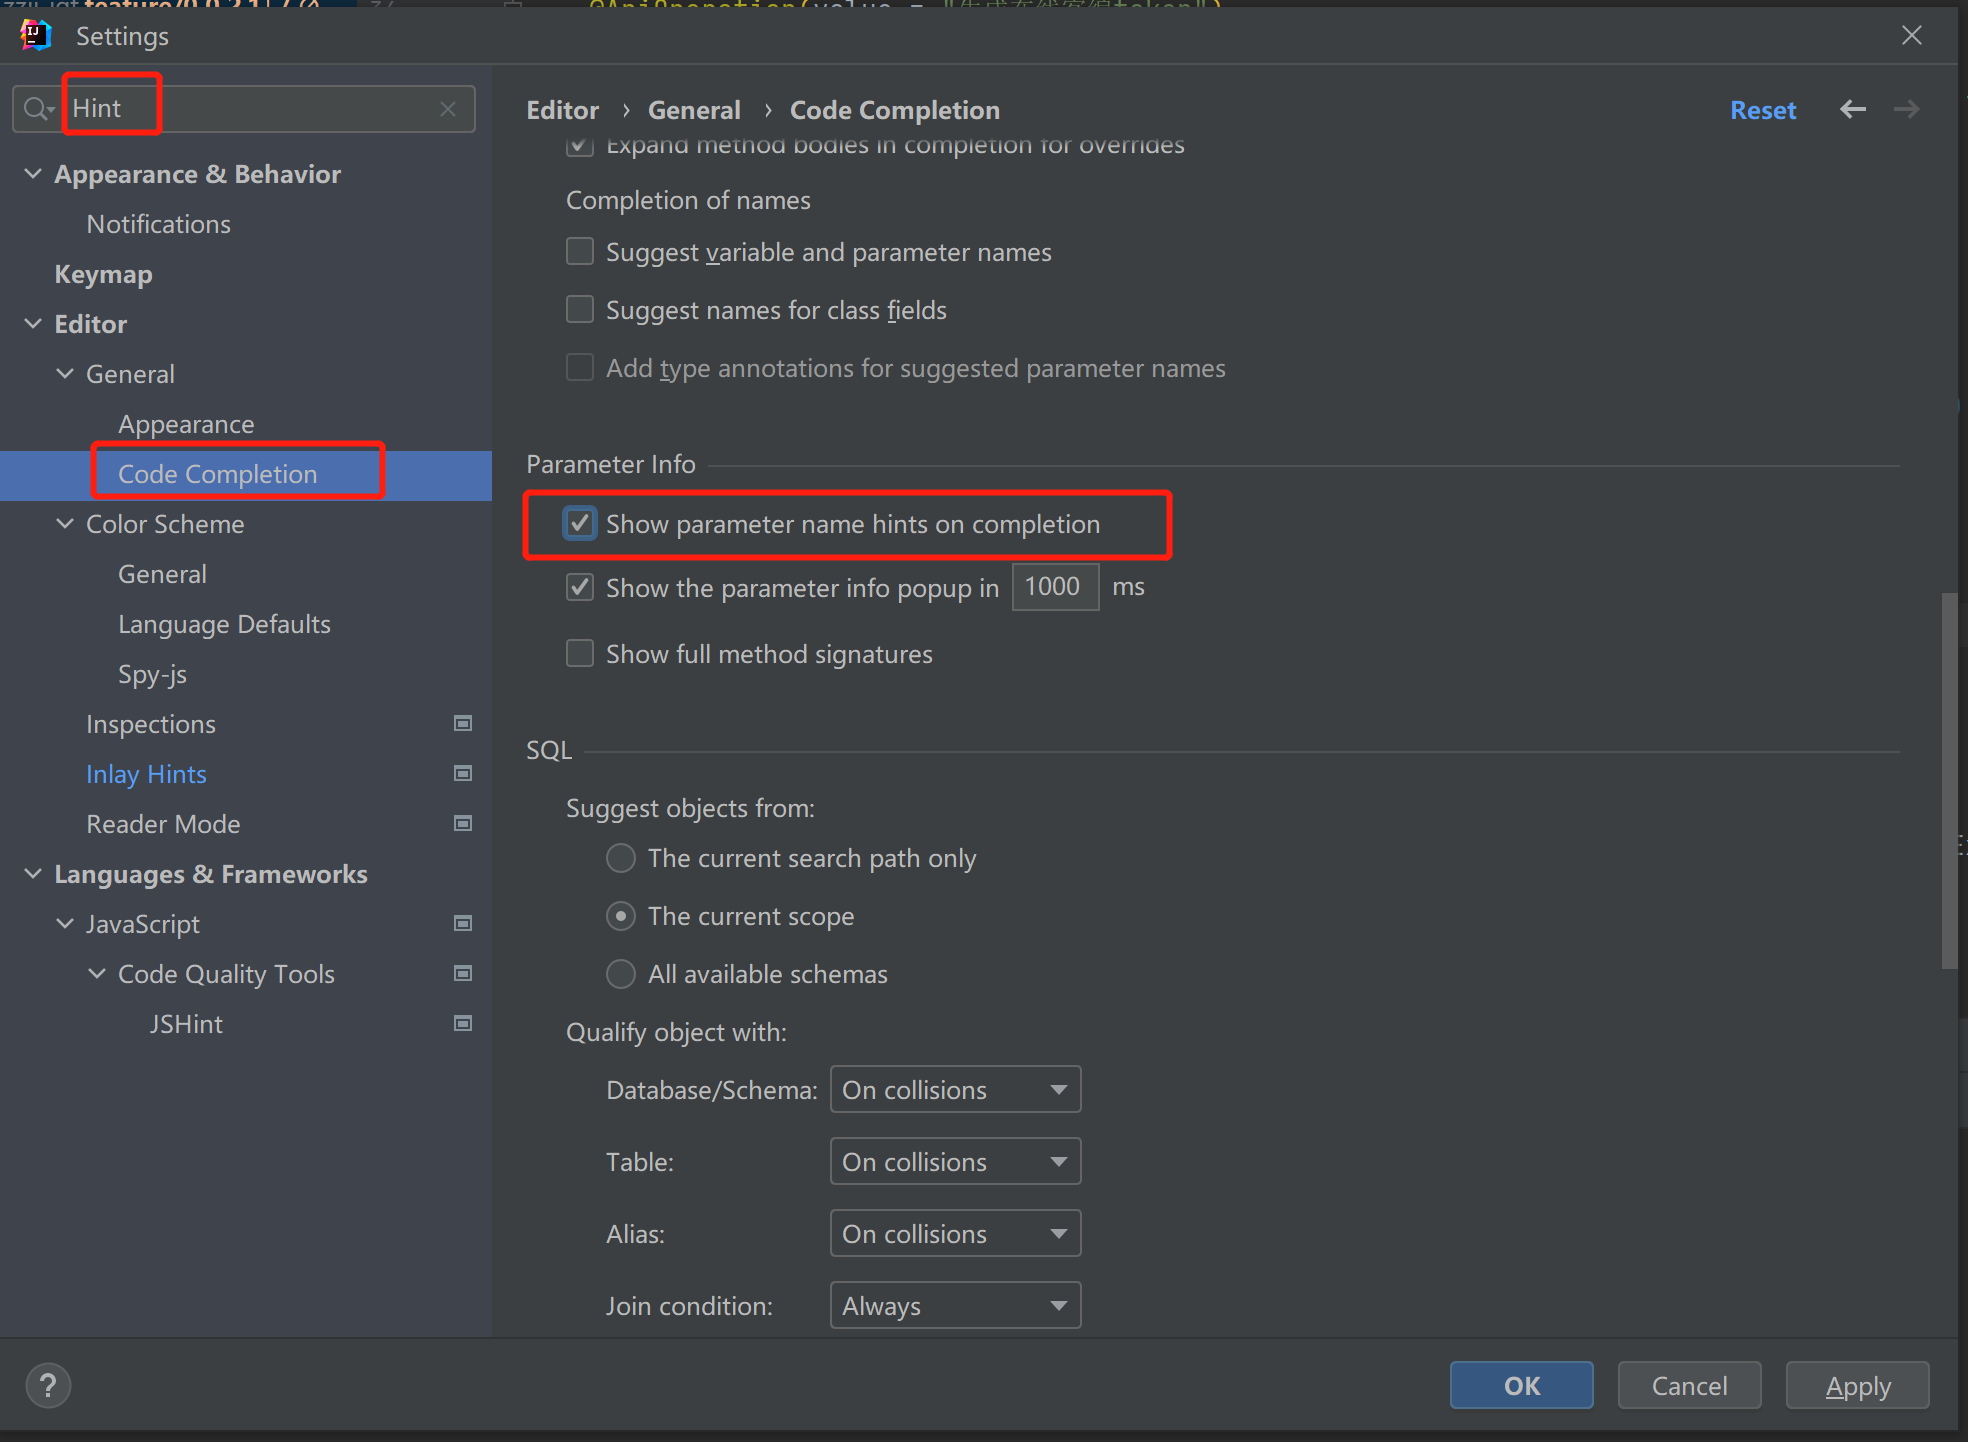 Settings
Hint
Appearance & Behavior
Notifications
Keymap
Editor
General
Appearance
Code Completion
Color Scheme
General
Language Defaults
Spy-js
Inspections
Inlay Hints
Reader Mode
Languages & Frameworks
JavaScript
Code Quality Tools
JSHint
Editor › General › Code Completion
Reset
Expand method bodies in completion for overrides
Completion of names
Suggest variable and parameter names
Suggest names for class fields
Add type annotations for suggested parameter names
Parameter Info
Show parameter name hints on completion
Show the parameter info popup in 1000 ms
Show full method signatures
SQL
Suggest objects from:
The current search path only
The current scope
All available schemas
Qualify object with:
Database/Schema: On collisions
Table: On collisions
Alias: On collisions
Join condition: Always
?
OK
Cancel
Apply